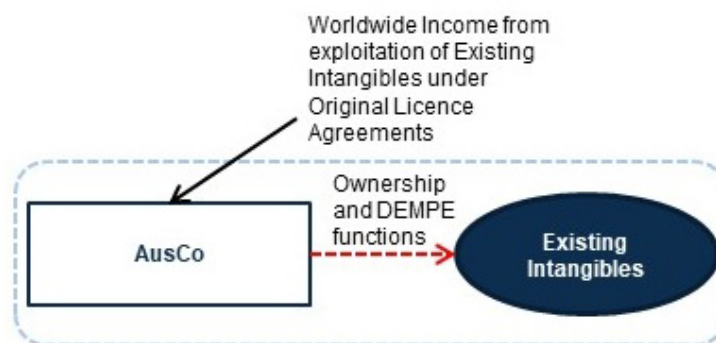 Worldwide Income from
exploitation of Existing
Intangibles under
Original Licence
Agreements
Ownership
and DEMPE
functions
AusCo
Existing
Intangibles